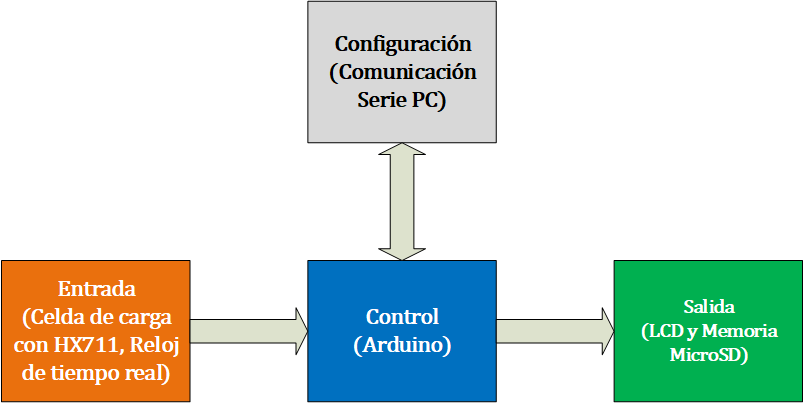 Configuración
(Comunicación
Serie PC)
Entrada
(Celda de carga
con HX711, Reloj
de tiempo real)
Control
(Arduino)
Salida
(LCD y Memoria
MicroSD)